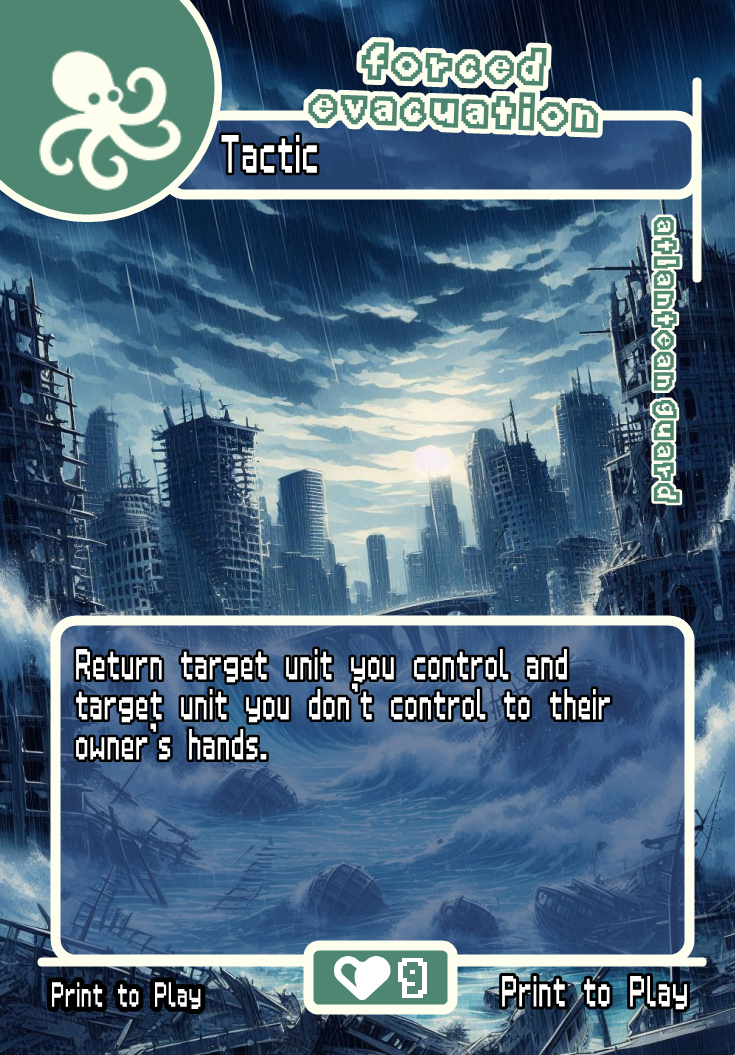 forced
evacuation
Tactic
atlantean guard
Return target unit you control and
target unit you don't control to their
owner's hands.
Print to Play
9
Print to Play